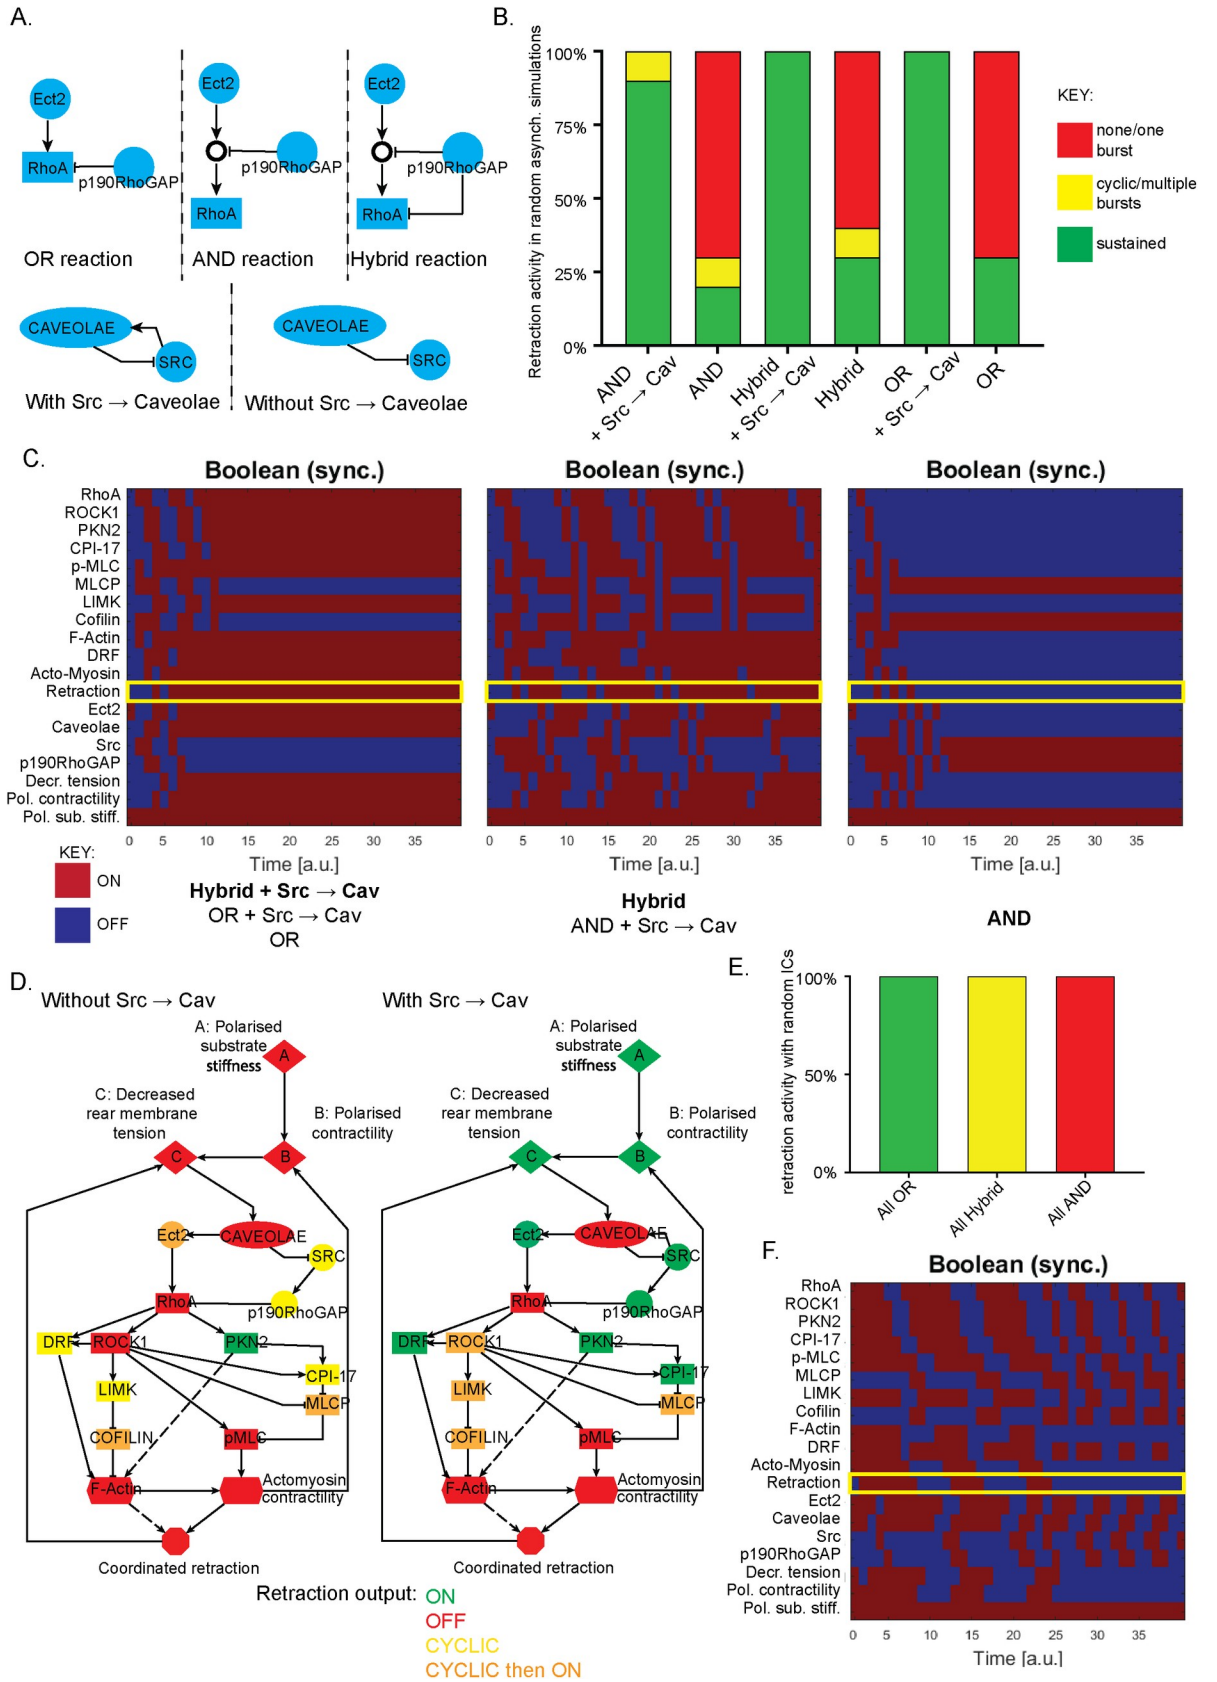 A.
Ect2
RhoA
p190RhoGAP
OR reaction
Ect2
p190RhoGAP
RhoA
AND reaction
Ect2
p190RhoGAP
RhoA
Hybrid reaction
CAVEOLAE
SRC
With Src → Caveolae
CAVEOLAE
SRC
Without Src → Caveolae
B.
Retraction activity in random asynch. simulations
100%
75%
50%
25%
0%
AND
+ Src → Cav
AND
Hybrid
+ Src → Cav
Hybrid
OR
+ Src → Cav
OR
KEY:
none/one
burst
cyclic/multiple
bursts
sustained
C.
Boolean (sync.)
Boolean (sync.)
Boolean (sync.)
RhoA
ROCK1
PKN2
CPI-17
p-MLC
MLCP
LIMK
Cofilin
F-Actin
DRF
Acto-Myosin
Retraction
Ect2
Caveolae
Src
p190RhoGAP
Decr. tension
Pol. contractility
Pol. sub. stiff.
0 5 10 15 20 25 30 35
0 5 10 15 20 25 30 35
0 5 10 15 20 25 30 35
Time [a.u.]
Time [a.u.]
Time [a.u.]
KEY:
ON
OFF
Hybrid + Src → Cav
OR + Src → Cav
OR
Hybrid
AND + Src → Cav
AND
D.
Without Src → Cav
A: Polarised
substrate
stiffness
A
C: Decreased
rear membrane
tension
B: Polarised
contractility
C
B
Ect2
CAVEOLAE
SRC
RhoA
p190RhoGAP
DRF
ROCK1
PKN2
CPI-17
LIMK
MLCP
COFILIN
pMLC
F-Actin
Actomyosin
contractility
Coordinated retraction
With Src → Cav
A: Polarised
substrate
stiffness
A
C: Decreased
rear membrane
tension
B: Polarised
contractility
C
B
Ect2
CAVEOLAE
SRC
RhoA
p190RhoGAP
DRF
ROCK1
PKN2
CPI-17
LIMK
MLCP
COFILIN
pMLC
F-Actin
Actomyosin
contractility
Coordinated retraction
Retraction output:
ON
OFF
CYCLIC
CYCLIC then ON
E.
retraction activity with random ICs
100%
50%
0%
All OR
All Hybrid
All AND
F.
Boolean (sync.)
RhoA
ROCK1
PKN2
CPI-17
p-MLC
MLCP
LIMK
Cofilin
F-Actin
DRF
Acto-Myosin
Retraction
Ect2
Caveolae
Src
p190RhoGAP
Decr. tension
Pol. contractility
Pol. sub. stiff.
0 5 10 15 20 25 30 35
Time [a.u.]